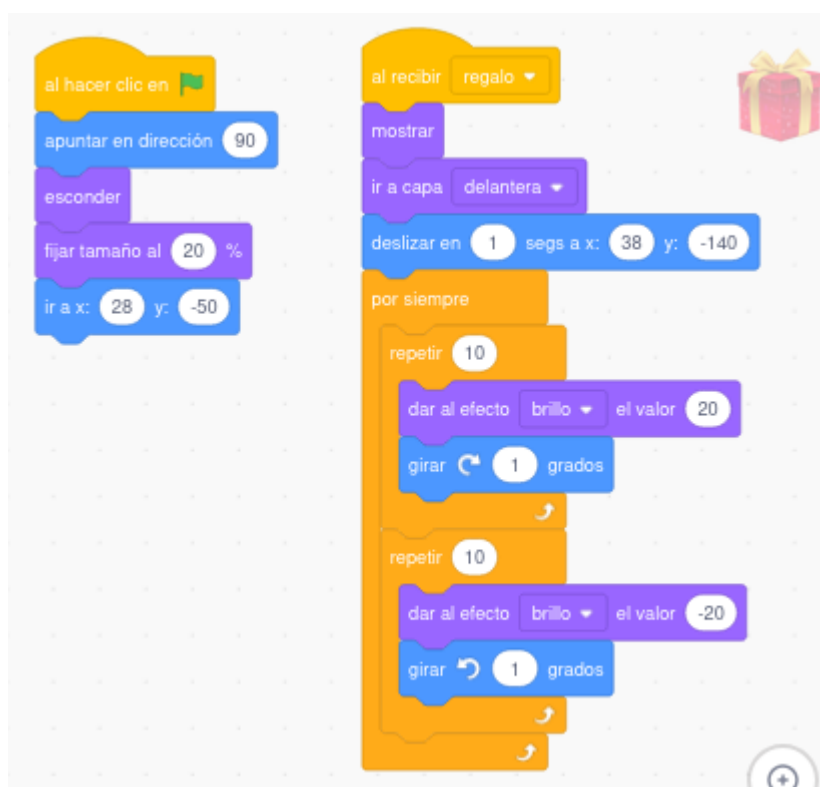 al hacer clic en
apuntar en dirección 90
esconder
fijar tamaño al 20 %
ir a x: 28 y: -50
al recibir regalo
mostrar
ir a capa delantera
deslizar en 1 segs a x: 38 y: -140
por siempre
repetir 10
dar al efecto brillo el valor 20
girar 1 grados
repetir 10
dar al efecto brillo el valor -20
girar 1 grados